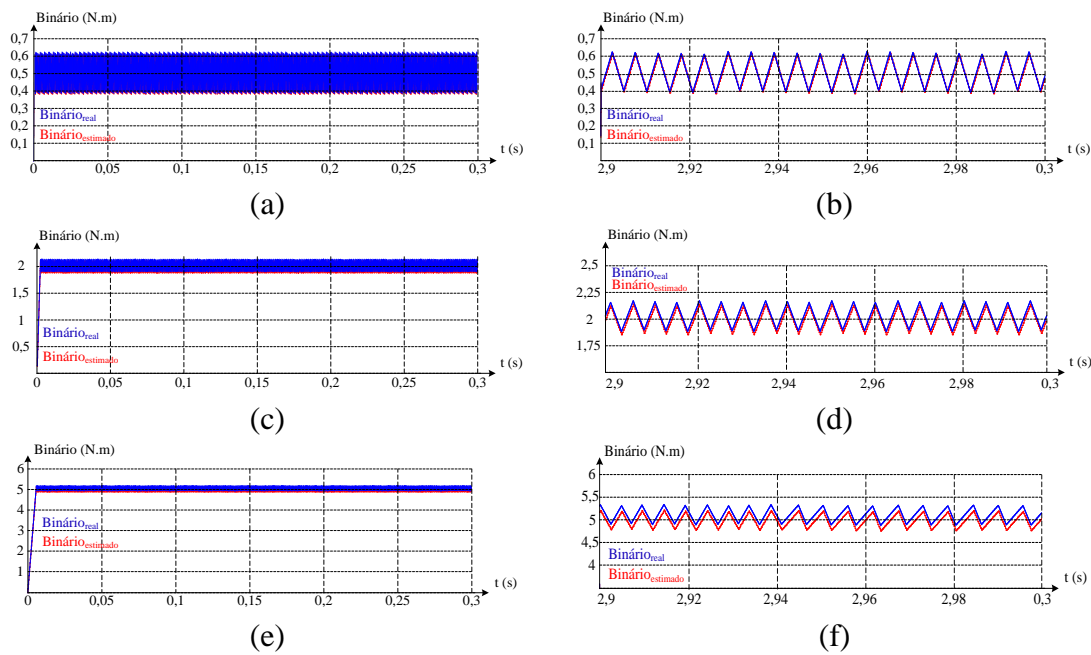 Binário (N.m)
0,7
0,6
0,5
0,4
0,3
0,2
0,1
Binárioreal
Binárioestimado
t (s)
0
0,05
0,1
0,15
0,2
0,25
0,3
(a)
Binário (N.m)
0,7
0,6
0,5
0,4
0,3
0,2
0,1
Binárioreal
Binárioestimado
t (s)
2,9
2,92
2,94
2,96
2,98
0,3
(b)
Binário (N.m)
2
1,5
1
0,5
Binárioreal
Binárioestimado
t (s)
0
0,05
0,1
0,15
0,2
0,25
0,3
(c)
Binário (N.m)
2,5
2,25
2
1,75
Binárioreal
Binárioestimado
t (s)
2,9
2,92
2,94
2,96
2,98
0,3
(d)
Binário (N.m)
6
5
4
3
2
1
Binárioreal
Binárioestimado
t (s)
0
0,05
0,1
0,15
0,2
0,25
0,3
(e)
Binário (N.m)
6
5,5
5
4,5
4
Binárioreal
Binárioestimado
t (s)
2,9
2,92
2,94
2,96
2,98
0,3
(f)